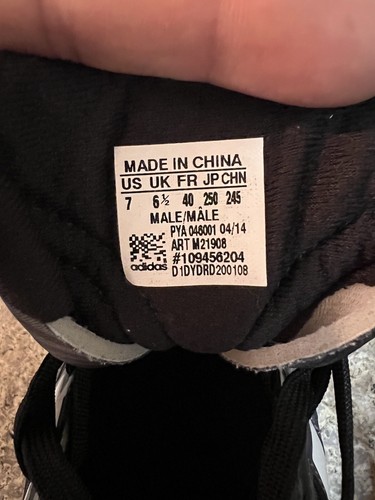 MADE IN CHINA
US UK FR JP CHN
7 6½ 40 250 245
MALE/MÂLE
PYA 046001 04/14
ART M21908
#109456204
adidas D1DYDRD200108